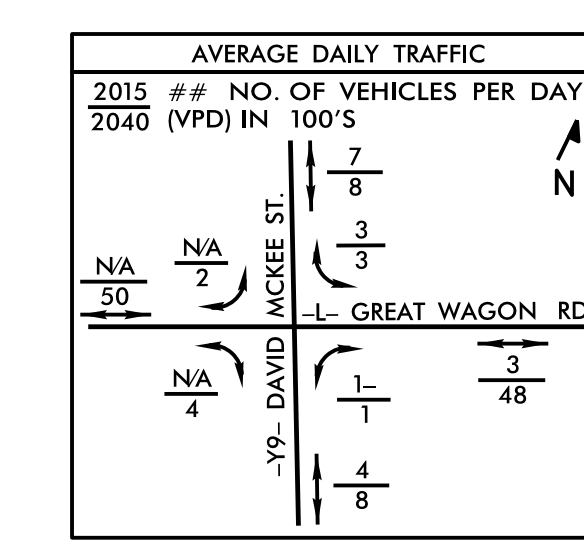 AVERAGE DAILY TRAFFIC
2015 ## NO. OF VEHICLES PER DAY
2040 (VPD) IN 100'S
N
7
8
3
3
MCKEE ST.
N/A
2
N/A
50
-L- GREAT WAGON RD
N/A
4
-Y9- DAVID
1-
1
3
48
4
8